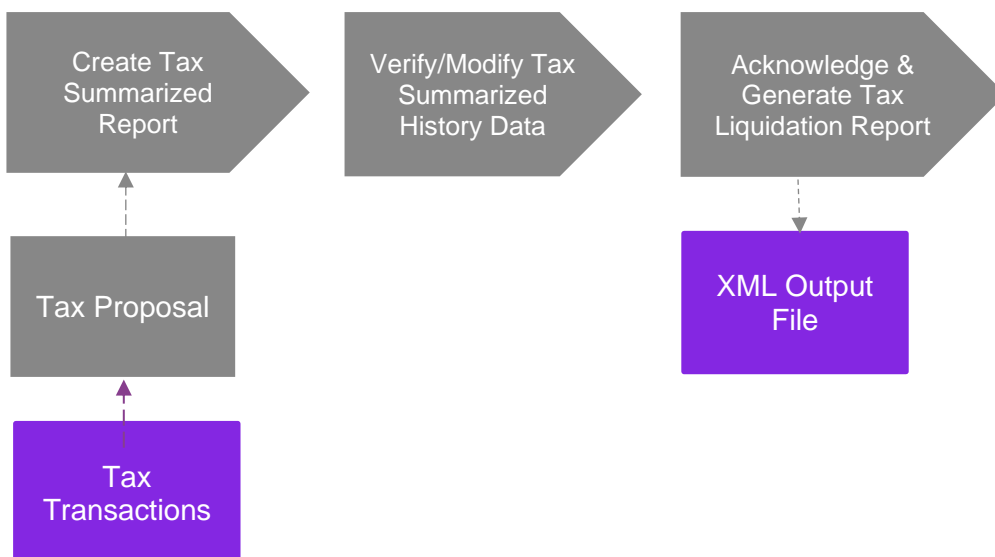 Create Tax
Summarized
Report
Verify/Modify Tax
Summarized
History Data
Acknowledge &
Generate Tax
Liquidation Report
Tax Proposal
XML Output
File
Tax
Transactions